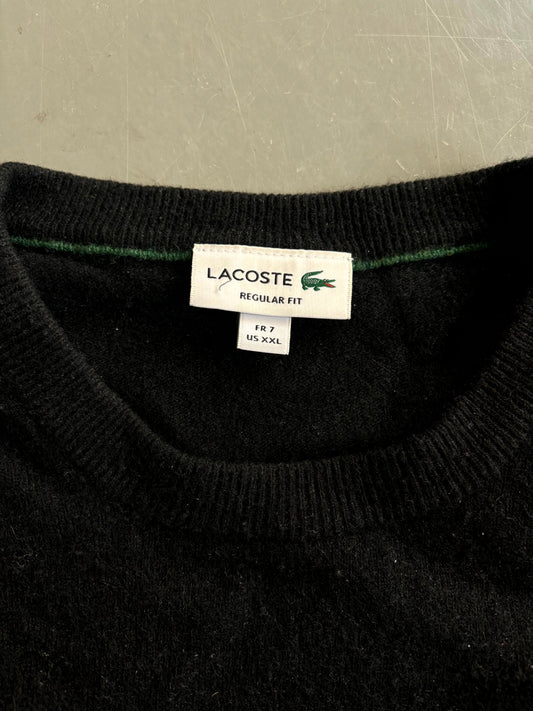 LACOSTE
REGULAR FIT
FR 7
US XXL